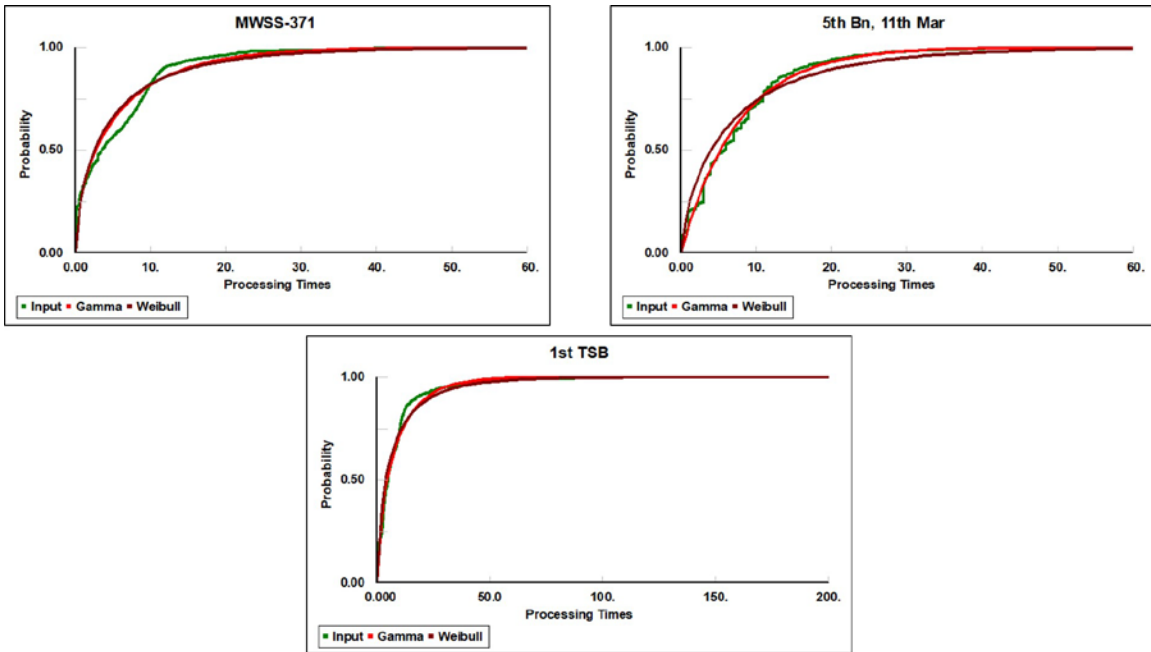 MWSS-371
1.00
Probability
0.50
0.00
0.00 10. 20. 30. 40. 50. 60.
Processing Times
Input Gamma Weibull
5th Bn, 11th Mar
1.00
Probability
0.50
0.00
0.00 10. 20. 30. 40. 50. 60.
Processing Times
Input Gamma Weibull
1st TSB
1.00
Probability
0.50
0.00
0.000 50.0 100. 150. 200.
Processing Times
Input Gamma Weibull